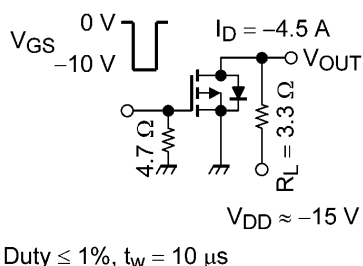 0 V
V_GS
−10 V
I_D = −4.5 A
V_OUT
4.7 Ω
R_L = 3.3 Ω
V_DD ≈ −15 V
Duty ≤ 1%, t_w = 10 μs